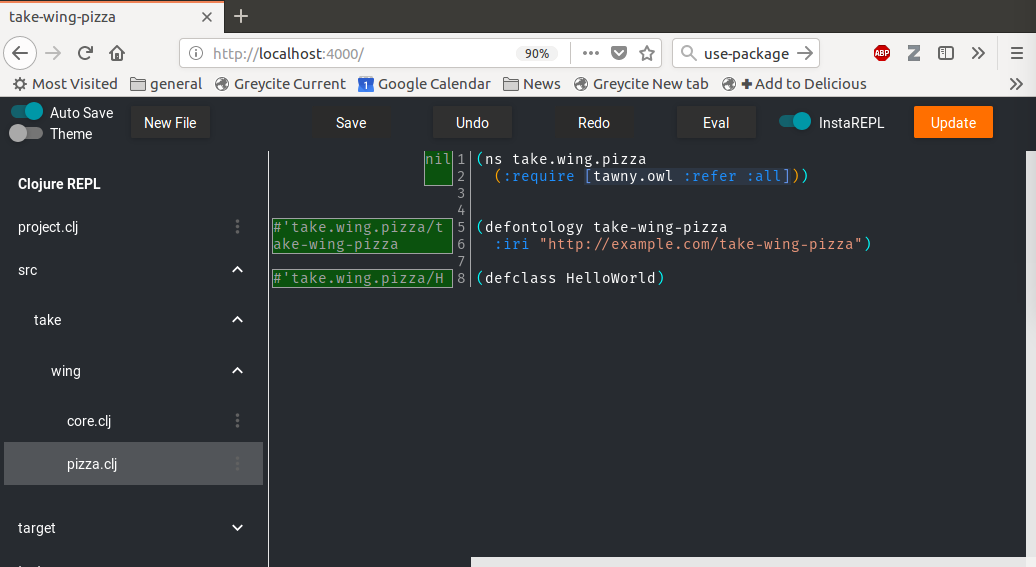 take-wing-pizza
http://localhost:4000/
90%
use-package
ABP
Z
Most Visited
general
Greycite Current
1
Google Calendar
News
Greycite New tab
Add to Delicious
Auto Save
Theme
New File
Save
Undo
Redo
Eval
InstaREPL
Update
Clojure REPL
project.clj
src
take
wing
core.clj
pizza.clj
target
nil
1 (ns take.wing.pizza
2 (:require [tawny.owl :refer :all]))
3
4
#'take.wing.pizza/t
ake-wing-pizza
5 (defontology take-wing-pizza
6 :iri "http://example.com/take-wing-pizza")
7
#'take.wing.pizza/H
8 (defclass HelloWorld)